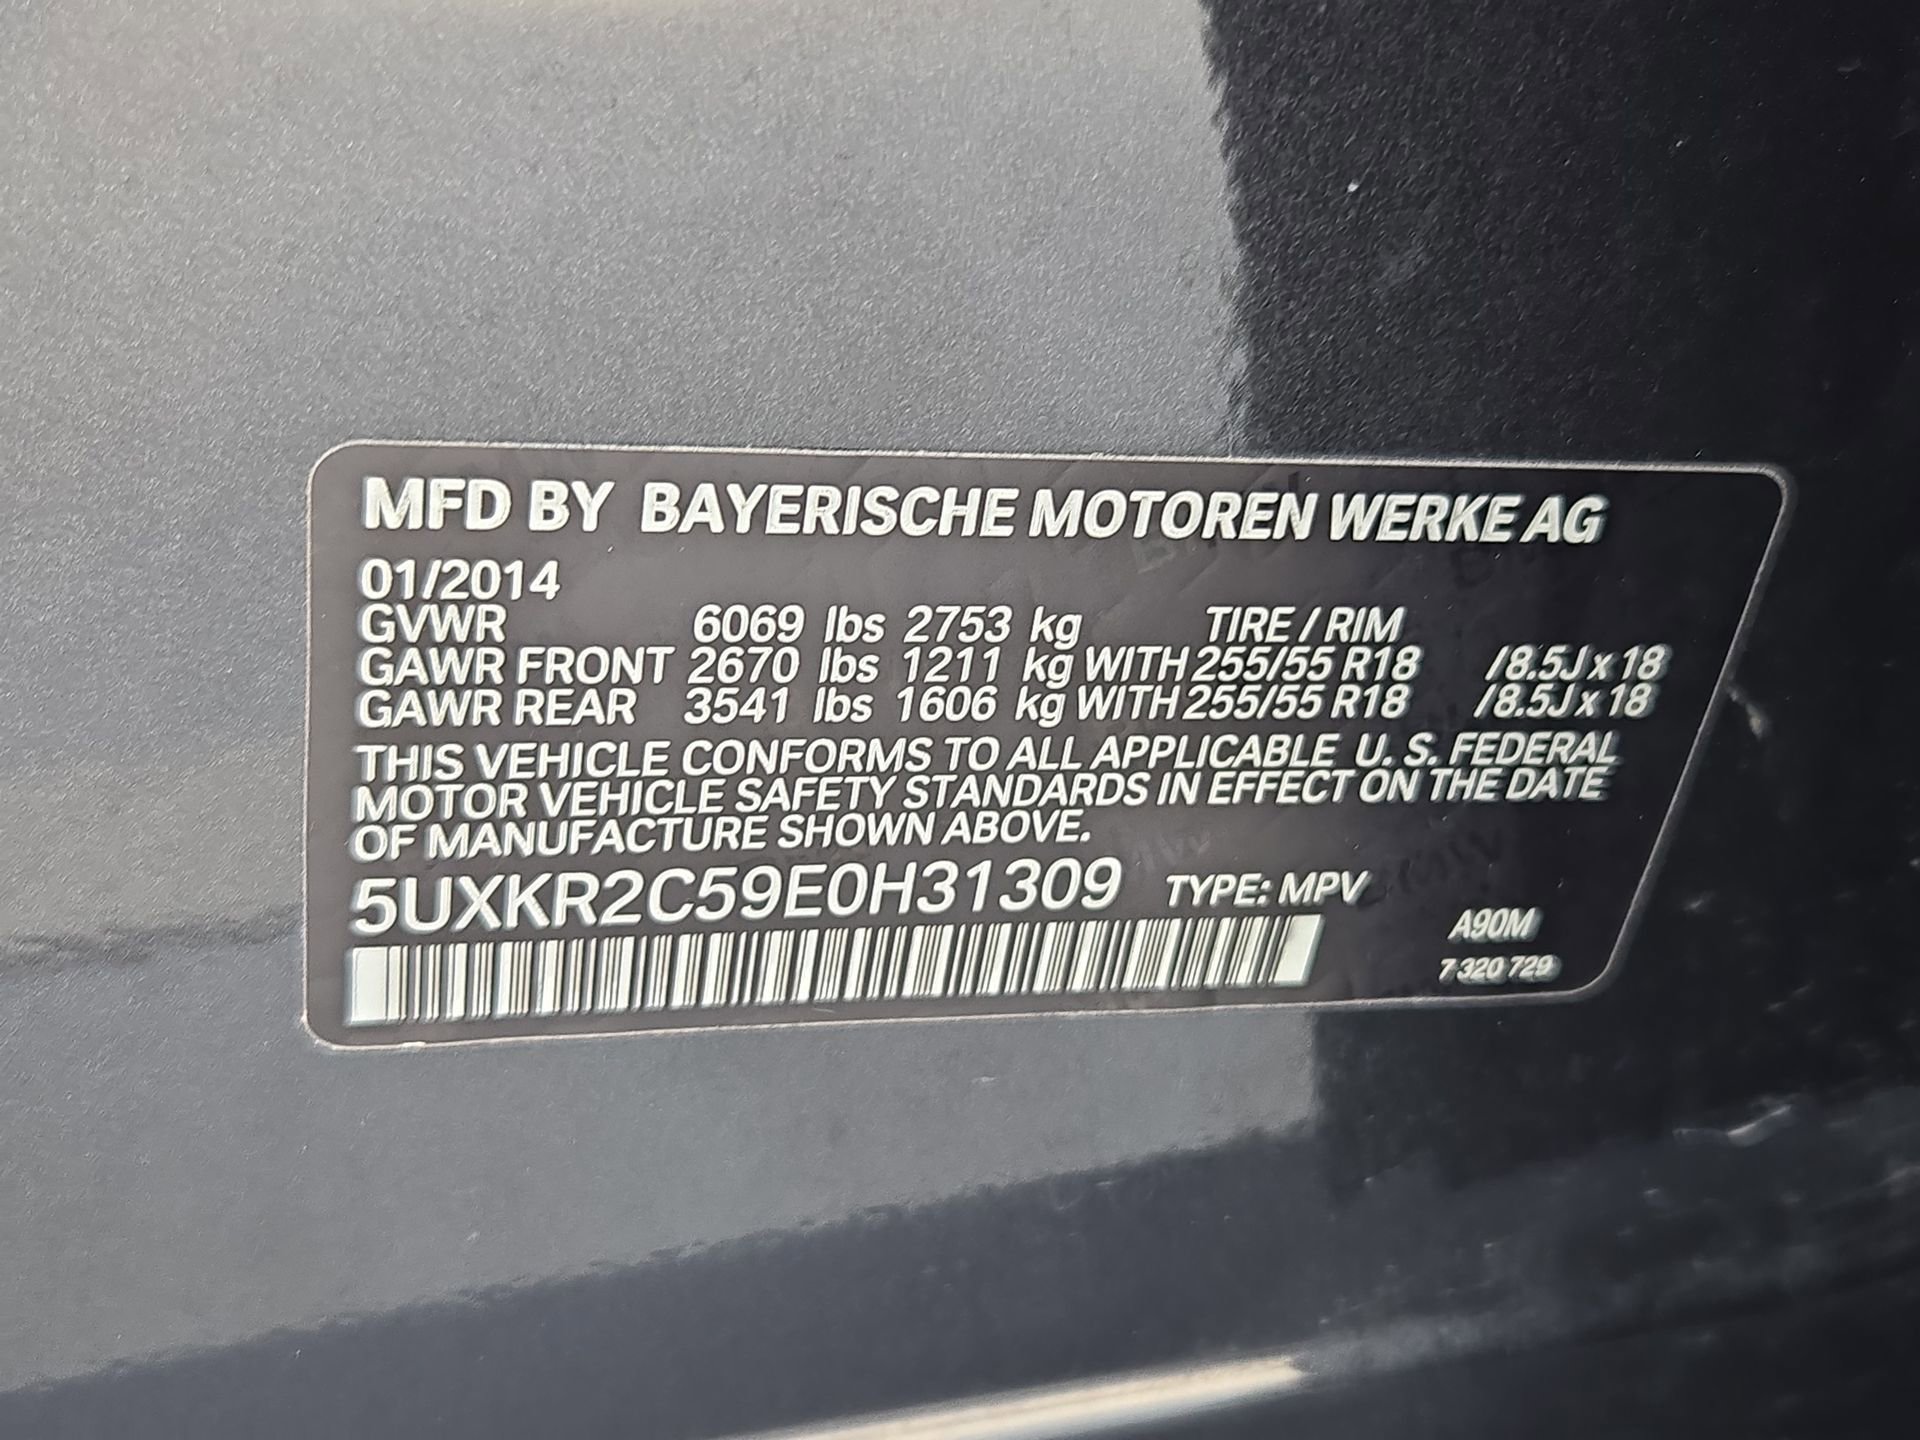 MFD BY BAYERISCHE MOTOREN WERKE AG
01/2014
GVWR 6069 lbs 2753 kg TIRE / RIM
GAWR FRONT 2670 lbs 1211 kg WITH 255/55 R18 /8.5J x 18
GAWR REAR 3541 lbs 1606 kg WITH 255/55 R18 /8.5J x 18
THIS VEHICLE CONFORMS TO ALL APPLICABLE U. S. FEDERAL
MOTOR VEHICLE SAFETY STANDARDS IN EFFECT ON THE DATE
OF MANUFACTURE SHOWN ABOVE.
5UXKR2C59E0H31309 TYPE: MPV
A90M
7 320 729